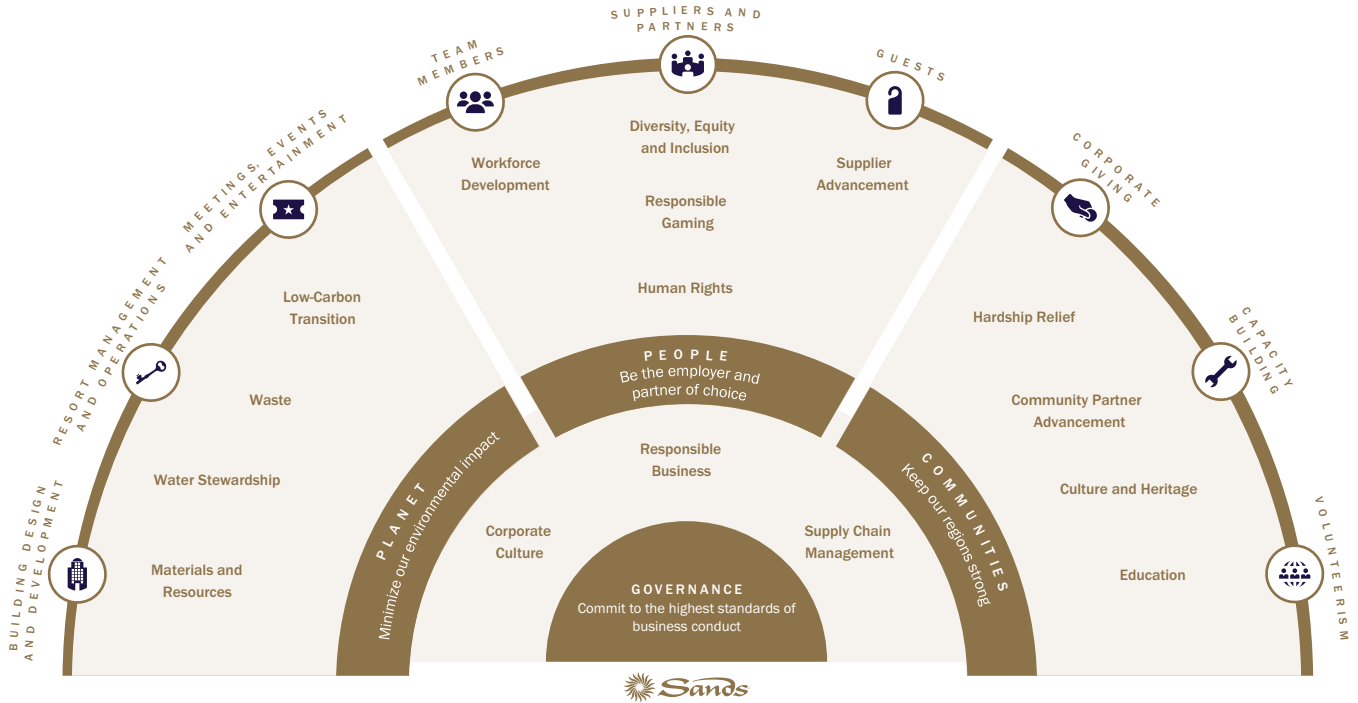 SUPPLIERS AND
PARTNERS
TEAM
MEMBERS
GUESTS
MEETINGS, EVENTS
AND ENTERTAINMENT
CORPORATE
GIVING
RESORT MANAGEMENT
AND OPERATIONS
CAPACITY
BUILDING
BUILDING DESIGN
AND DEVELOPMENT
VOLUNTEERISM
Low-Carbon
Transition
Waste
Water Stewardship
Materials and
Resources
PLANET
Minimize our environmental impact
Workforce
Development
Diversity, Equity
and Inclusion
Supplier
Advancement
Responsible
Gaming
Human Rights
PEOPLE
Be the employer and
partner of choice
Hardship Relief
Community Partner
Advancement
Culture and Heritage
Education
COMMUNITIES
Keep our regions strong
Responsible
Business
Corporate
Culture
Supply Chain
Management
GOVERNANCE
Commit to the highest standards of
business conduct
Sands